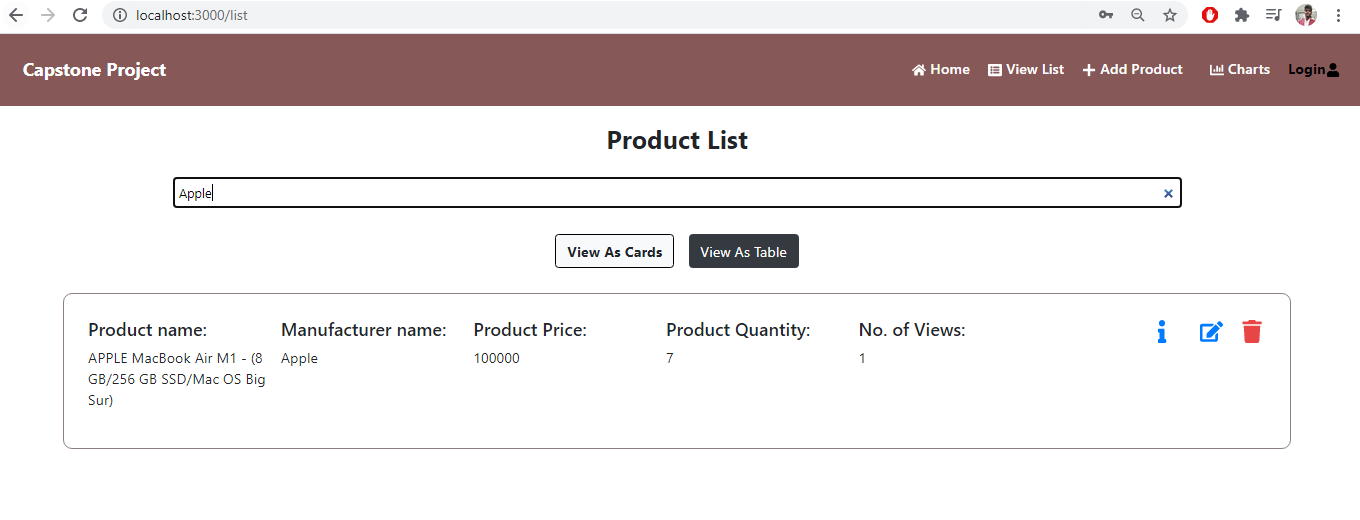 localhost:3000/list
Capstone Project
Home View List Add Product Charts Login
Product List
Apple
View As Cards View As Table
Product name: Manufacturer name: Product Price: Product Quantity: No. of Views:
APPLE MacBook Air M1 - (8 Apple 100000 7 1
GB/256 GB SSD/Mac OS Big
Sur)